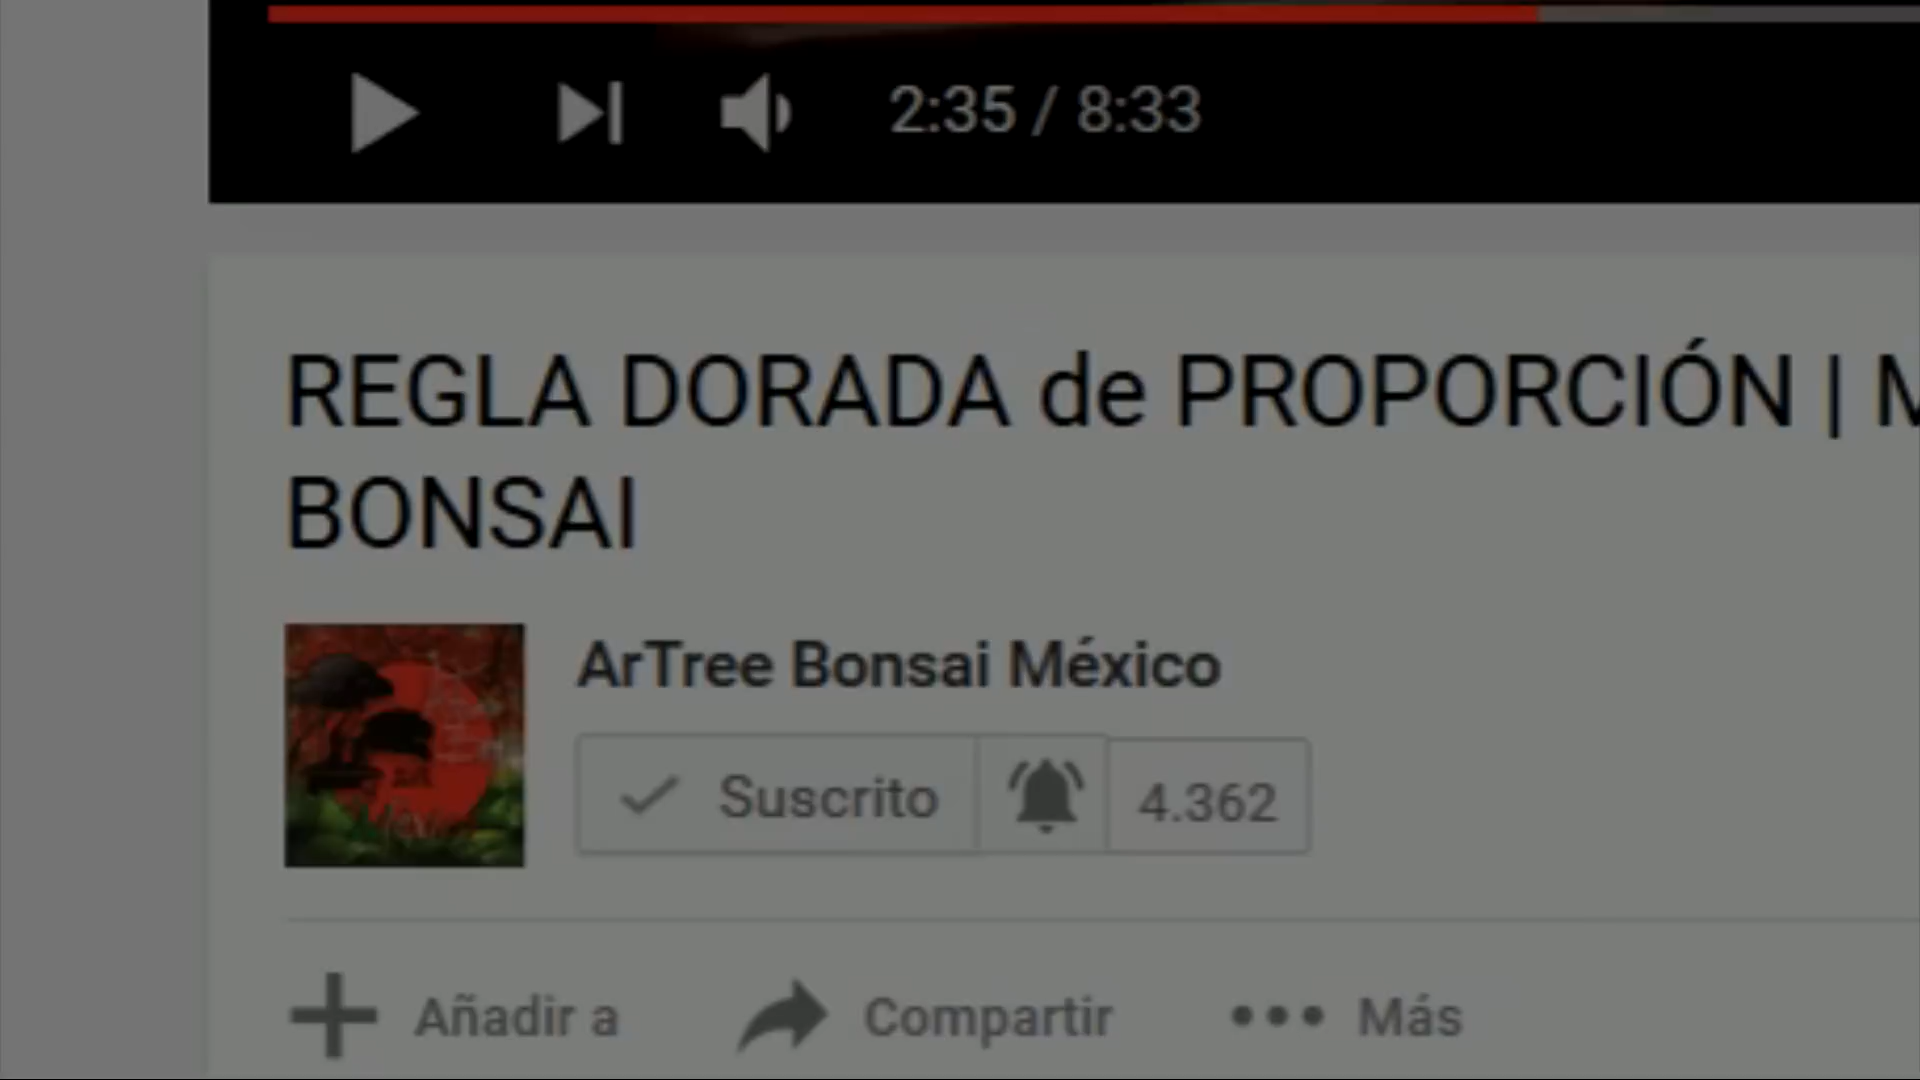 2:35 / 8:33
REGLA DORADA de PROPORCIÓN |
BONSAI
ArTree Bonsai México
Suscrito 4.362
Añadir a Compartir Más